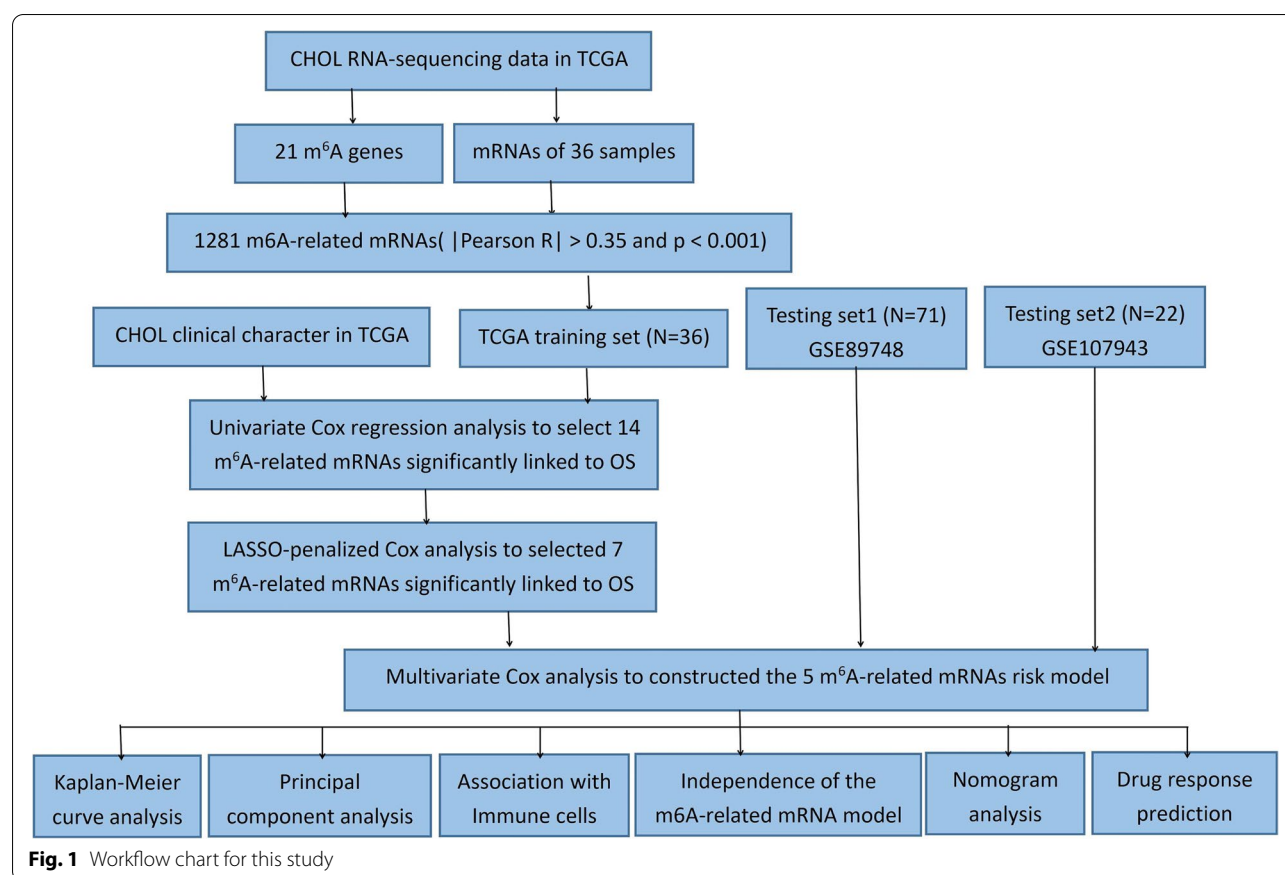 CHOL RNA-sequencing data in TCGA
21 m⁶A genes
mRNAs of 36 samples
1281 m6A-related mRNAs( |Pearson R| > 0.35 and p < 0.001)
CHOL clinical character in TCGA
TCGA training set (N=36)
Testing set1 (N=71)
GSE89748
Testing set2 (N=22)
GSE107943
Univariate Cox regression analysis to select 14
m⁶A-related mRNAs significantly linked to OS
LASSO-penalized Cox analysis to selected 7
m⁶A-related mRNAs significantly linked to OS
Multivariate Cox analysis to constructed the 5 m⁶A-related mRNAs risk model
Kaplan-Meier
curve analysis
Principal
component analysis
Association with
Immune cells
Independence of the
m6A-related mRNA model
Nomogram
analysis
Drug response
prediction
Fig. 1 Workflow chart for this study